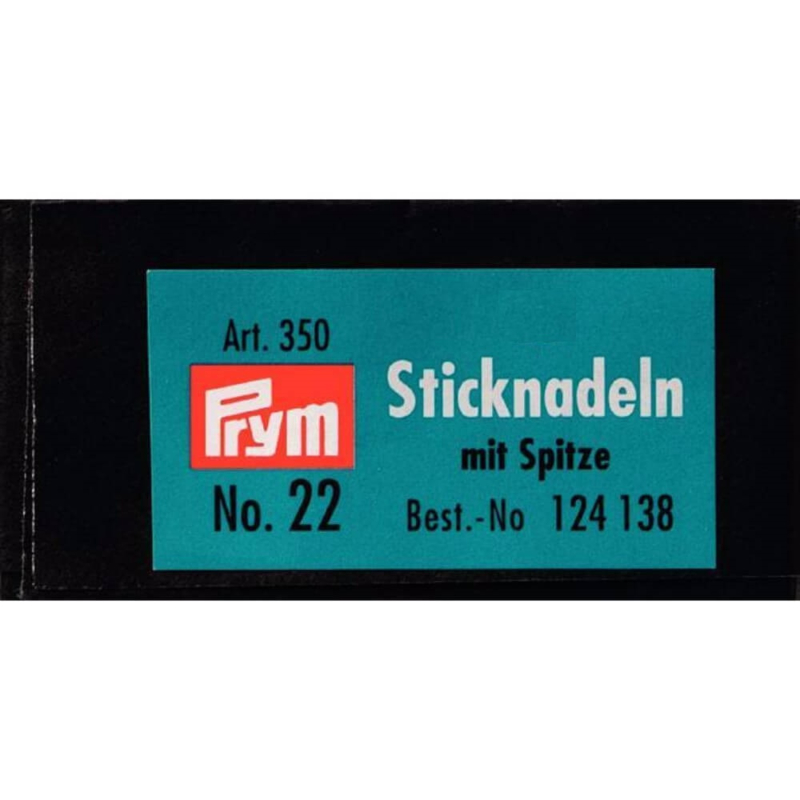 Art. 350
Prym
No. 22
Sticknadeln
mit Spitze
Best.-No 124 138